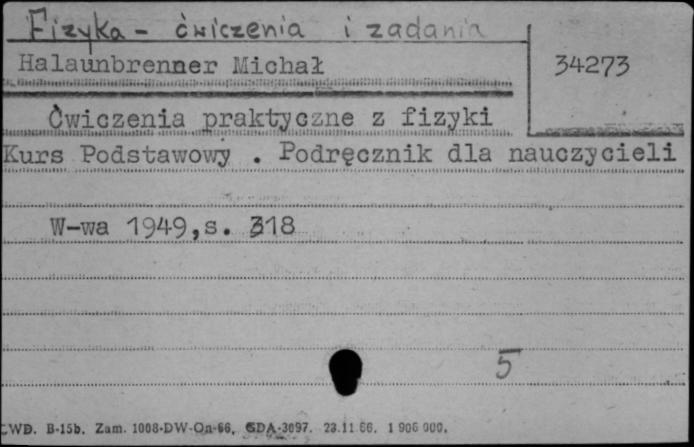 Fizyka - ćwiczenia i zadania
Halaunbrenner Michał
34273
Ćwiczenia praktyczne z fizyki
Kurs Podstawowy . Podręcznik dla nauczycieli
W-wa 1949,s. 318
5
CWD. B-15b. Zam. 1008-DW-On-66. GDA-3097. 23.11.66. 1 906 000.